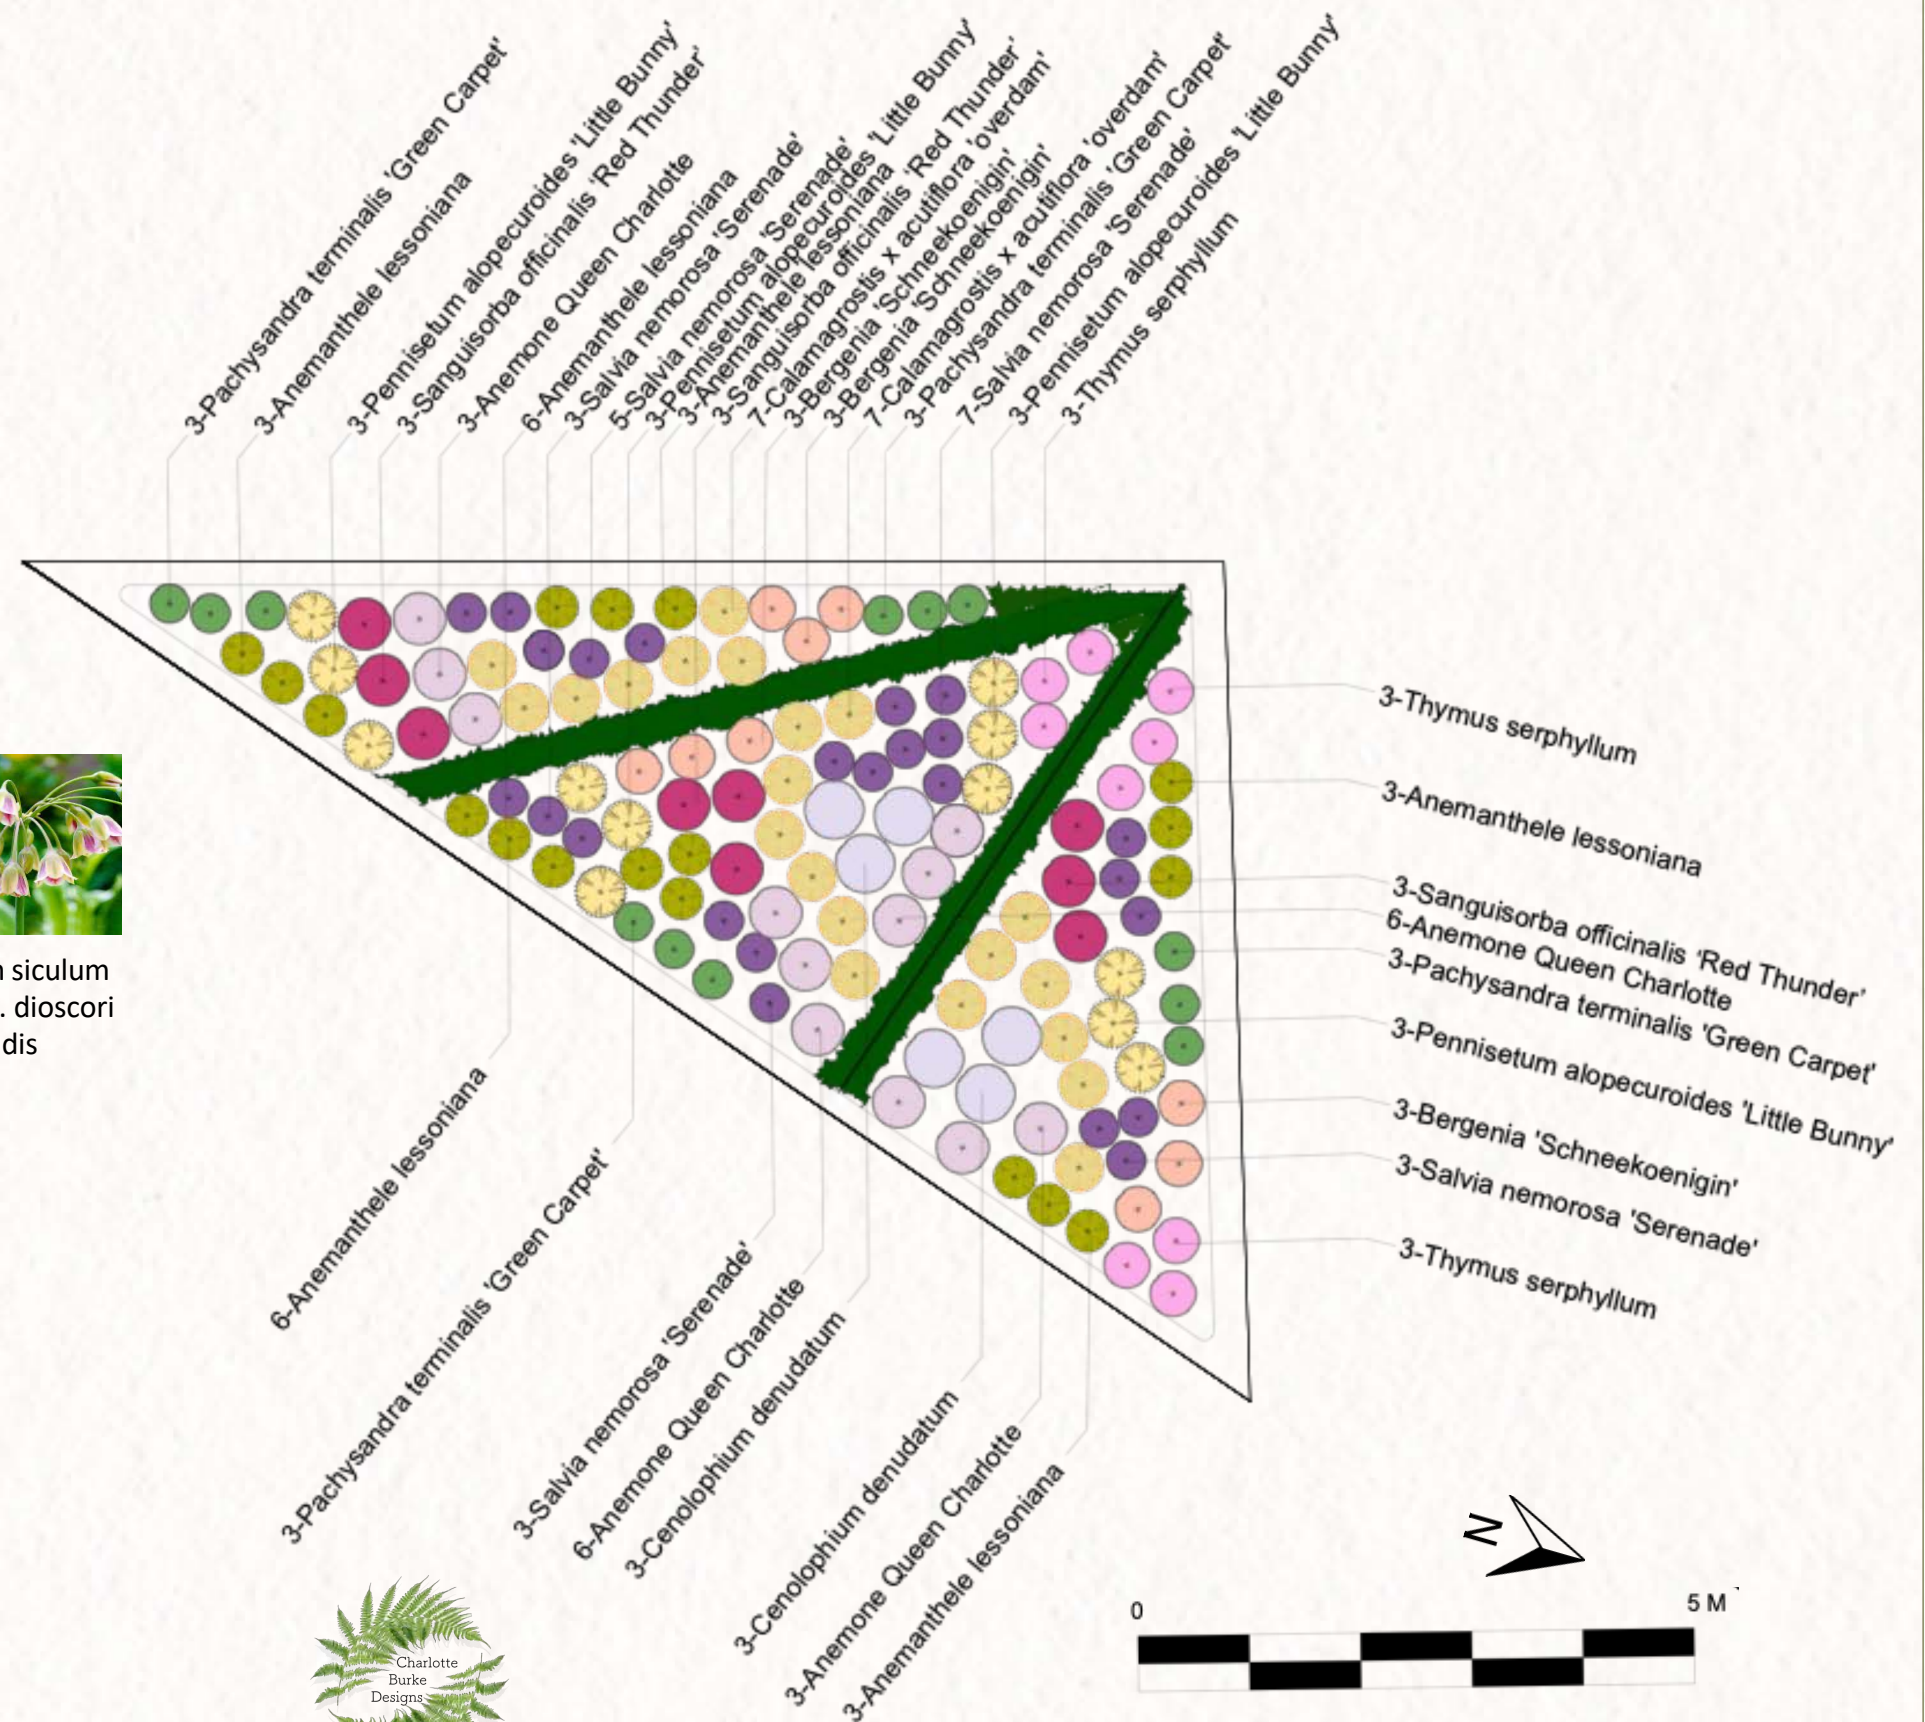 3-Pachysandra terminalis 'Green Carpet'
3-Anemanthele lessoniana
3-Pennisetum alopecuroides 'Little Bunny'
3-Sanguisorba officinalis 'Red Thunder'
3-Anemone Queen Charlotte
6-Anemanthele lessoniana
3-Salvia nemorosa 'Serenade'
5-Salvia nemorosa 'Serenade'
3-Pennisetum alopecuroides 'Little Bunny'
3-Anemanthele lessoniana
3-Sanguisorba officinalis 'Red Thunder'
7-Calamagrostis x acutiflora 'overdam'
3-Bergenia 'Schneekoenigin'
3-Bergenia 'Schneekoenigin'
7-Calamagrostis x acutiflora 'overdam'
3-Pachysandra terminalis 'Green Carpet'
7-Salvia nemorosa 'Serenade'
3-Pennisetum alopecuroides 'Little Bunny'
3-Thymus serphyllum
3-Thymus serphyllum
3-Anemanthele lessoniana
3-Sanguisorba officinalis 'Red Thunder'
6-Anemone Queen Charlotte
3-Pachysandra terminalis 'Green Carpet'
3-Pennisetum alopecuroides 'Little Bunny'
3-Bergenia 'Schneekoenigin'
3-Salvia nemorosa 'Serenade'
3-Thymus serphyllum
siculum
. dioscori
dis
6-Anemanthele lessoniana
3-Pachysandra terminalis 'Green Carpet'
3-Salvia nemorosa 'Serenade'
6-Anemone Queen Charlotte
3-Cenolophium denudatum
3-Cenolophium denudatum
3-Anemone Queen Charlotte
3-Anemanthele lessoniana
N
0 5 M
Charlotte
Burke
Designs